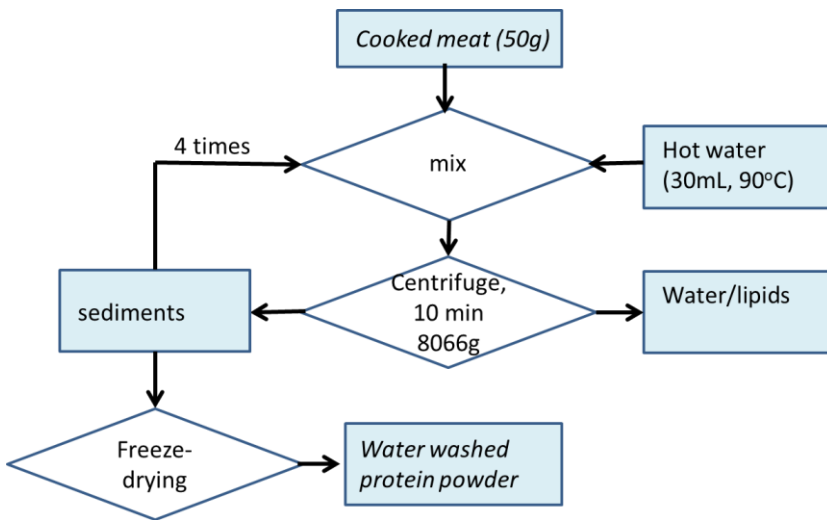 Cooked meat (50g)
4 times
mix
Hot water
(30mL, 90°C)
sediments
Centrifuge,
10 min
8066g
Water/lipids
Freeze-
drying
Water washed
protein powder